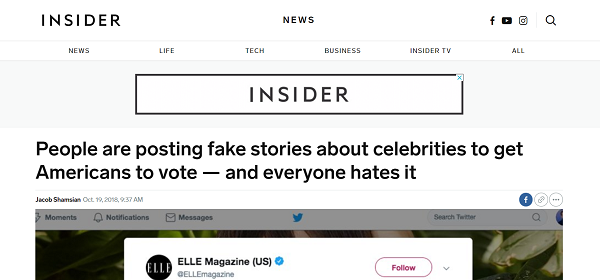 INSIDER
NEWS
NEWS LIFE TECH BUSINESS INSIDER TV ALL
INSIDER
People are posting fake stories about celebrities to get
Americans to vote — and everyone hates it
Jacob Shamsian Oct. 19, 2018, 9:37 AM
Moments Notifications Messages Search Twitter
ELLE
ELLE Magazine (US)
@ELLEmagazine
Follow